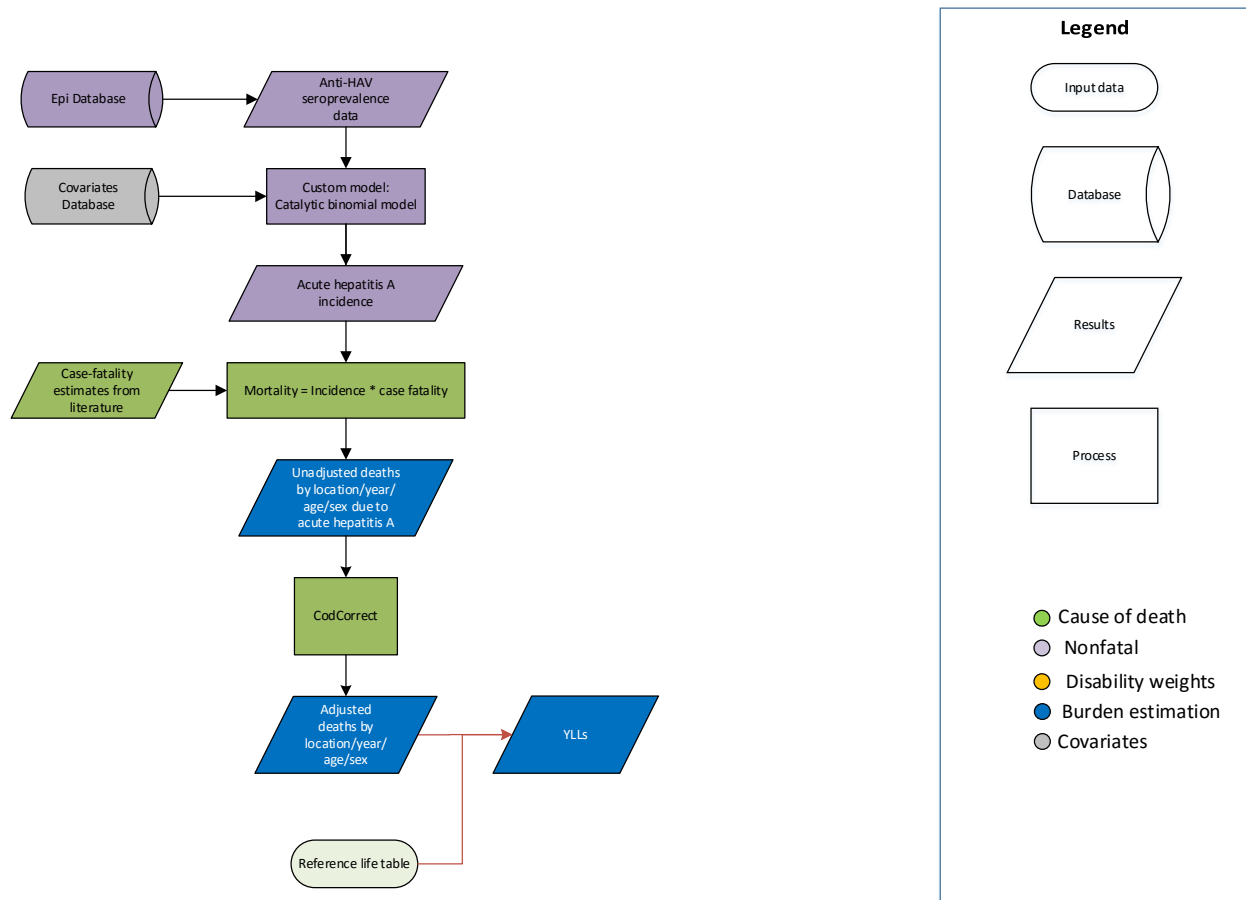 Epi Database
Anti-HAV
seroprevalence
data
Covariates
Database
Custom model:
Catalytic binomial model
Acute hepatitis A
incidence
Case-fatality
estimates from
literature
Mortality = Incidence * case fatality
Unadjusted deaths
by location/year/
age/sex due to
acute hepatitis A
CodCorrect
Adjusted
deaths by
location/year/
age/sex
YLLs
Reference life table
Legend
Input data
Database
Results
Process
Cause of death
Nonfatal
Disability weights
Burden estimation
Covariates